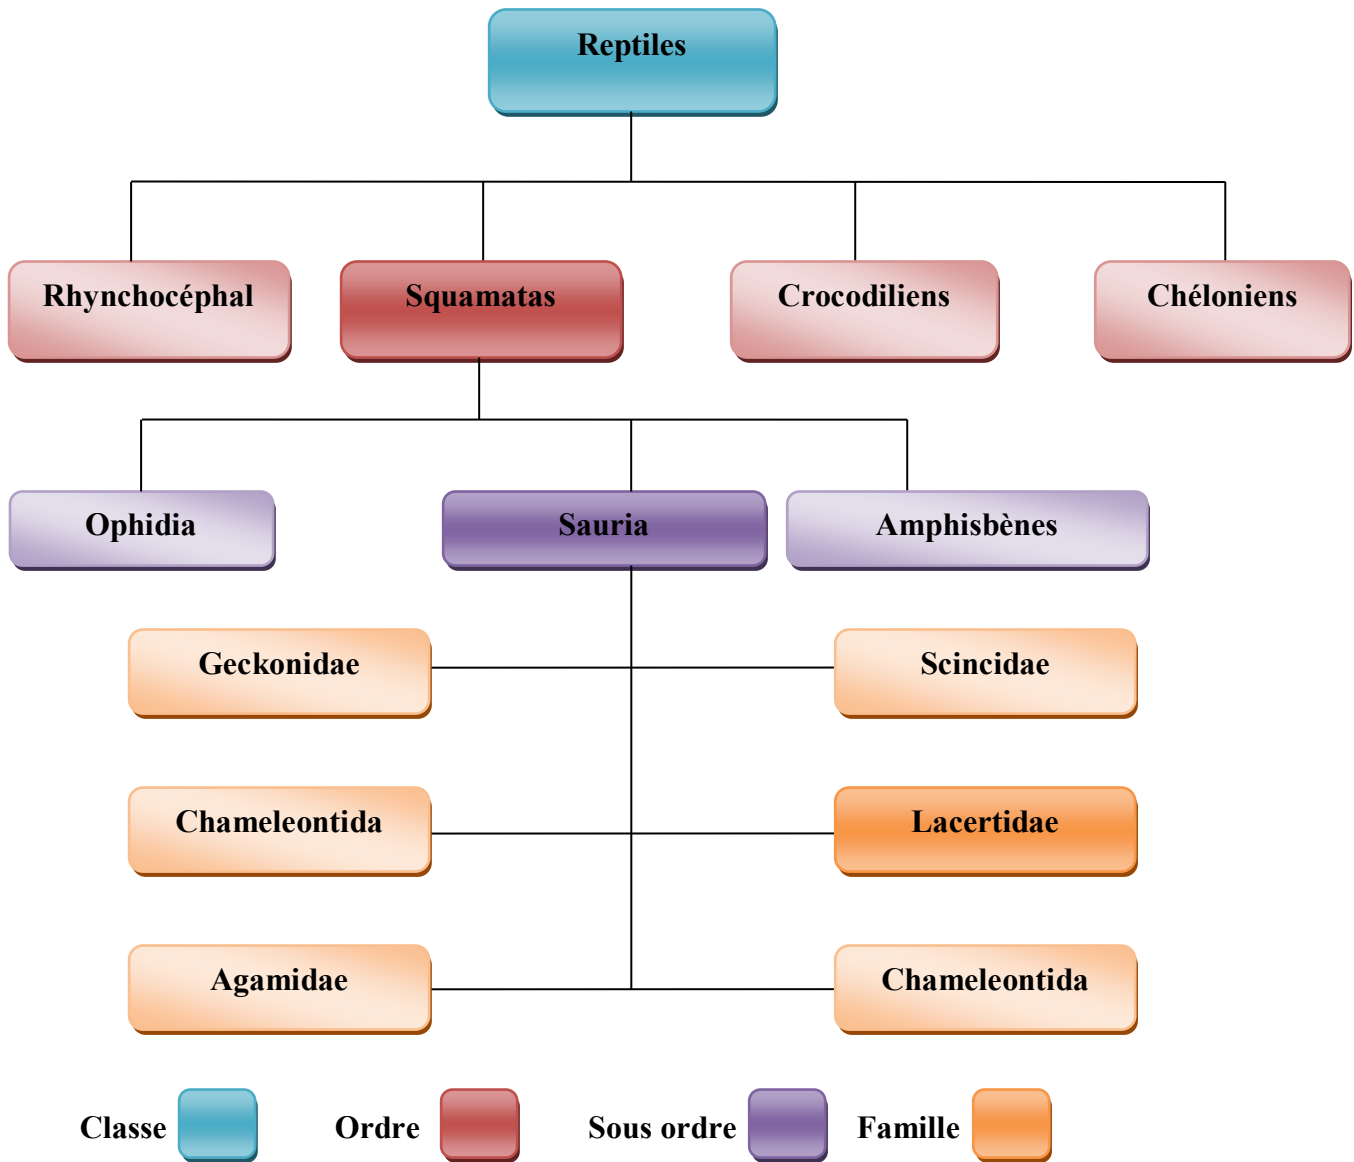 Reptiles
Rhynchocéphal
Squamatas
Crocodiliens
Chéloniens
Ophidia
Sauria
Amphisbènes
Geckonidae
Scincidae
Chameleontida
Lacertidae
Agamidae
Chameleontida
Classe
Ordre
Sous ordre
Famille